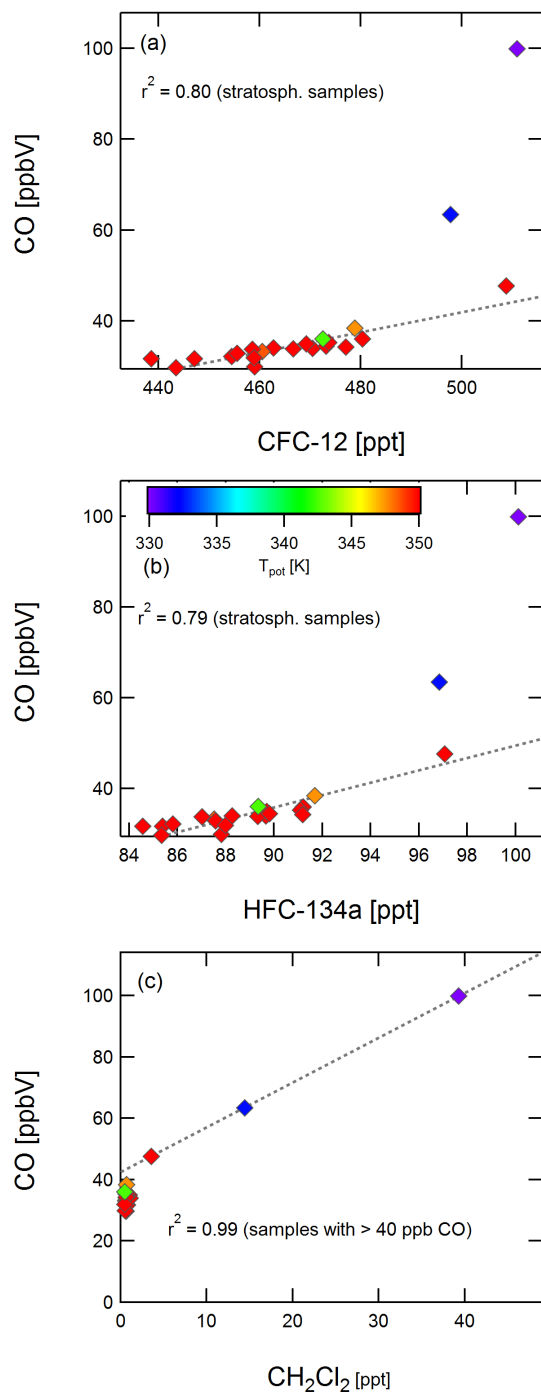 (a)
r² = 0.80 (stratosph. samples)
100
80
60
40
CO [ppbV]
440 460 480 500
CFC-12 [ppt]
330 335 340 345 350
T_pot [K]
(b)
r² = 0.79 (stratosph. samples)
100
80
60
40
CO [ppbV]
84 86 88 90 92 94 96 98 100
HFC-134a [ppt]
(c)
100
80
60
40
20
0
CO [ppbV]
r² = 0.99 (samples with > 40 ppb CO)
0 10 20 30 40
CH₂Cl₂ [ppt]